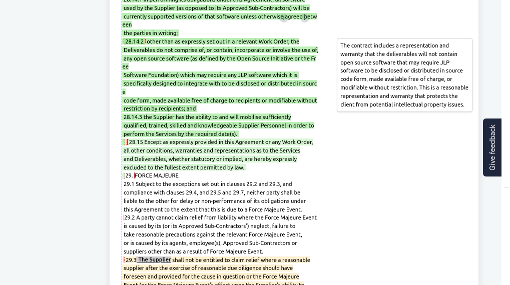 used by the Supplier (as opposed to its Approved Sub-Contractors) will be
currently supported versions of that software unless otherwise agreed betw
een
the parties in writing;
28.14.2 other than as expressly set out in a relevant Work Order, the
Deliverables do not comprise of, contain, incorporate or involve the use of,
any open source software (as defined by the Open Source Initiative or the Fr
ee
Software Foundation) which may require any JLP software which it is
specifically designed to integrate with to be disclosed or distributed in sourc
e
code form, made available free of charge to recipients or modifiable without
restriction by recipients; and
28.14.3 the Supplier has the ability to and will mobilise sufficiently
qualified, trained, skilled and knowledgeable Supplier Personnel in order to
perform the Services by the required date(s).
28.15 Except as expressly provided in this Agreement or any Work Order,
all other conditions, warranties and representations as to the Services
and Deliverables, whether statutory or implied, are hereby expressly
excluded to the fullest extent permitted by law.
29. FORCE MAJEURE
29.1 Subject to the exceptions set out in clauses 29.2 and 29.3, and
compliance with clauses 29.4, and 29.5 and 29.7, neither party shall be
liable to the other for delay or non-performance of its obligations under
this Agreement to the extent that this is due to a Force Majeure Event.
29.2 A party cannot claim relief from liability where the Force Majeure Event
is caused by its (or its Approved Sub-Contractors') neglect, failure to
take reasonable precautions against the relevant Force Majeure Event,
or is caused by its agents, employee(s), Approved Sub-Contractors or
suppliers other than as a result of Force Majeure Event.
29.3 The Supplier shall not be entitled to claim relief where a reasonable
supplier after the exercise of reasonable due diligence should have
foreseen and provided for the cause in question or the Force Majeure
The contract includes a representation and
warranty that the deliverables will not contain
open source software that may require JLP
software to be disclosed or distributed in source
code form, made available free of charge, or
modifiable without restriction. This is a reasonable
representation and warranty that protects the
client from potential intellectual property issues.
Give feedback